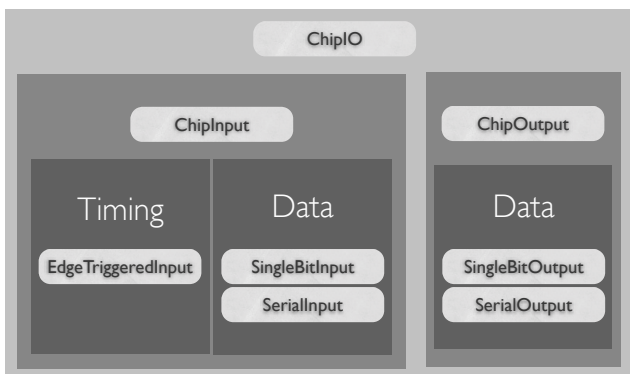 ChipIO
ChipInput
Timing
EdgeTriggeredInput
Data
SingleBitInput
SerialInput
ChipOutput
Data
SingleBitOutput
SerialOutput